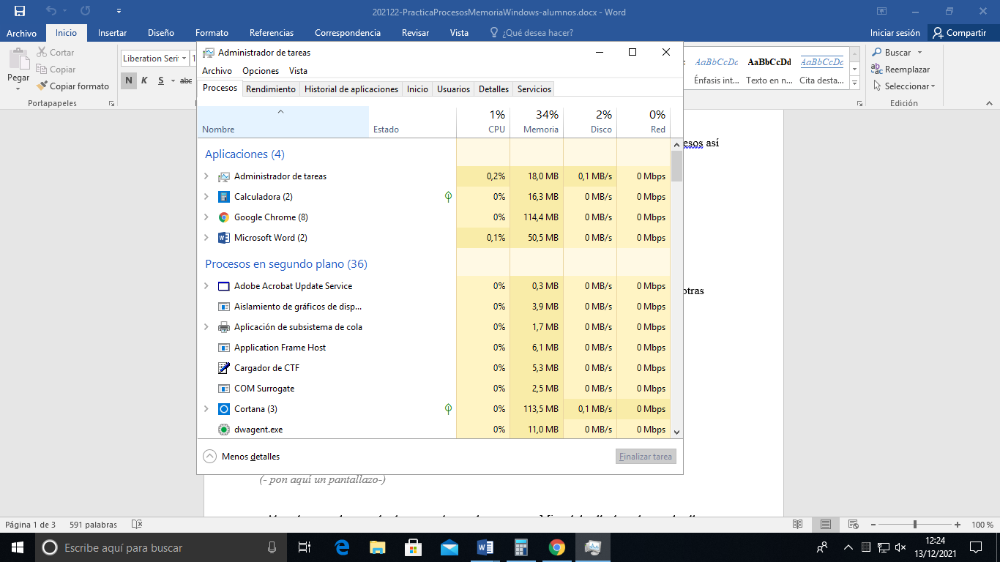 202122-PracticaProcesosMemoriaWindows-alumnos.docx - Word
Archivo Inicio Insertar Diseño Formato Referencias Correspondencia Revisar Vista ¿Qué desea hacer? Iniciar sesión Compartir
Pegar
Cortar
Copiar
Copiar formato
Portapapeles
Liberation Seri 1
N K S abc
AaBbCcDc AaBbCcDd AaBbCcDc
Énfasis int... Texto en n... Cita desta...
Buscar
Reemplazar
Seleccionar
Edición
Administrador de tareas
Archivo Opciones Vista
Procesos Rendimiento Historial de aplicaciones Inicio Usuarios Detalles Servicios
1% 34% 2% 0%
Nombre Estado CPU Memoria Disco Red
Aplicaciones (4)
Administrador de tareas 0,2% 18,0 MB 0,1 MB/s 0 Mbps
Calculadora (2) 0% 16,3 MB 0 MB/s 0 Mbps
Google Chrome (8) 0% 114,4 MB 0 MB/s 0 Mbps
Microsoft Word (2) 0,1% 50,5 MB 0 MB/s 0 Mbps
Procesos en segundo plano (36)
Adobe Acrobat Update Service 0% 0,3 MB 0 MB/s 0 Mbps
Aislamiento de gráficos de disp... 0% 3,9 MB 0 MB/s 0 Mbps
Aplicación de subsistema de cola 0% 1,7 MB 0 MB/s 0 Mbps
Application Frame Host 0% 6,1 MB 0 MB/s 0 Mbps
Cargador de CTF 0% 5,3 MB 0 MB/s 0 Mbps
COM Surrogate 0% 2,5 MB 0 MB/s 0 Mbps
Cortana (3) 0% 113,5 MB 0,1 MB/s 0 Mbps
dwagent.exe 0% 11,0 MB 0 MB/s 0 Mbps
Menos detalles Finalizar tarea
esos así
otras
(- pon aquí un pantallazo-)
Página 1 de 3 591 palabras 100 %
Escribe aquí para buscar
12:24
13/12/2021